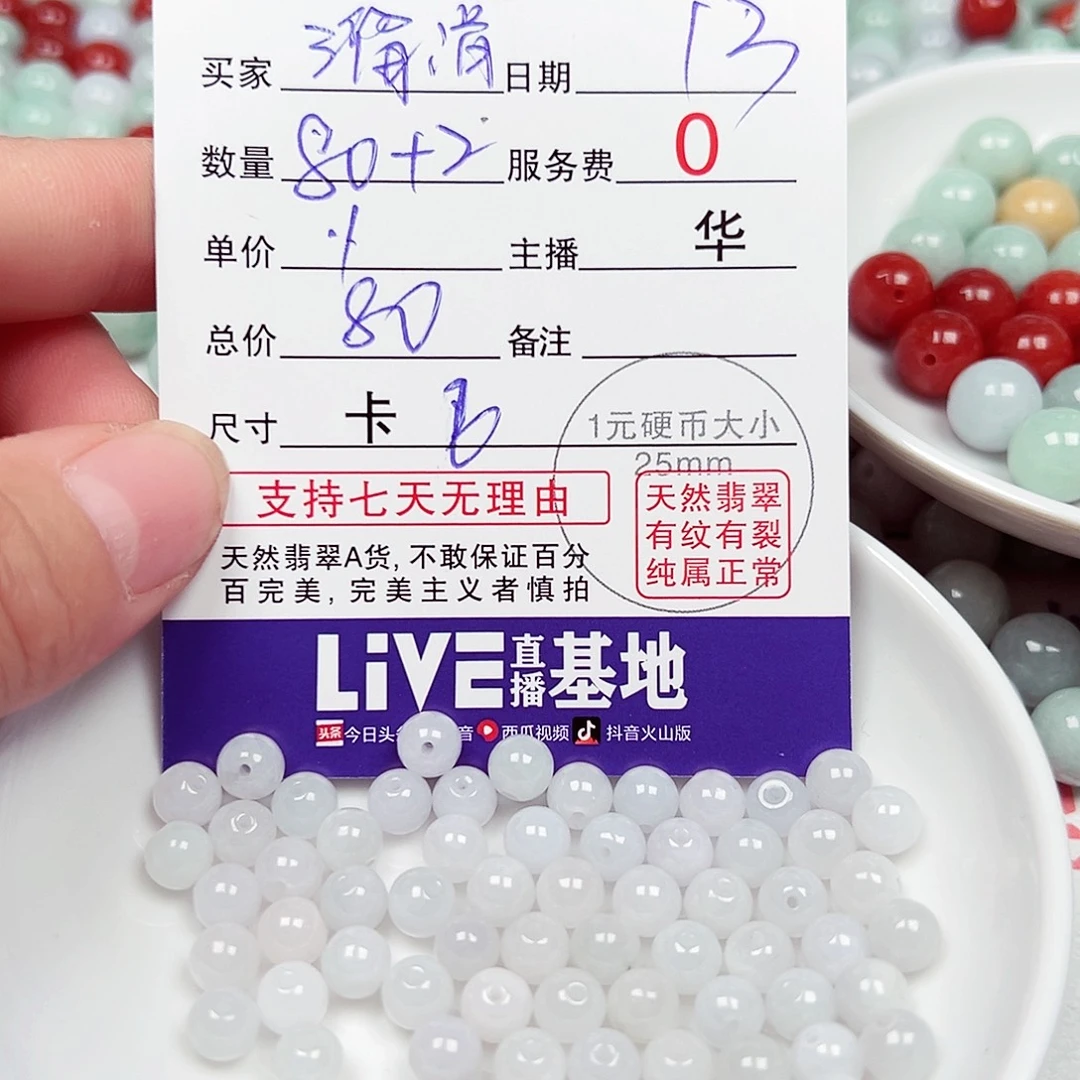 买家 日期 13
数量 80+2 服务费 0
单价 1 主播 华
总价 80 备注
尺寸 卡 6
1元硬币大小
25mm
支持七天无理由
天然翡翠
有纹有裂
纯属正常
天然翡翠A货,不敢保证百分
百完美,完美主义者慎拍
LiVE直播基地
头条 今日头 音 西瓜视频 抖音火山版